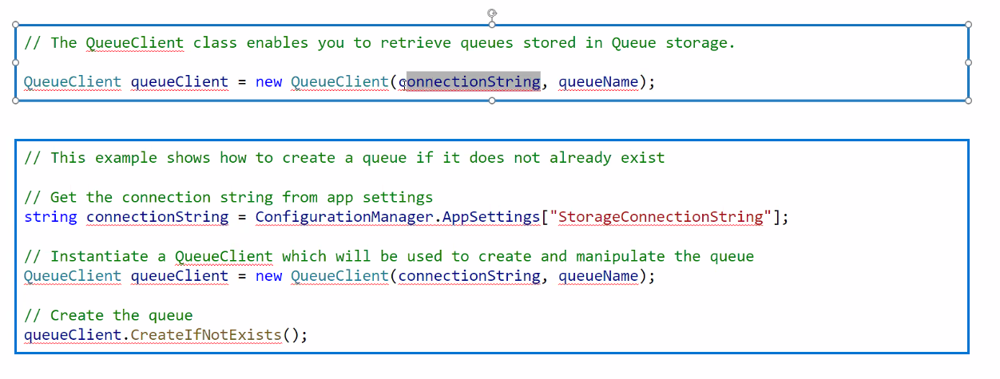 // The QueueClient class enables you to retrieve queues stored in Queue storage.
QueueClient queueClient = new QueueClient(connectionString, queueName);
// This example shows how to create a queue if it does not already exist
// Get the connection string from app settings
string connectionString = ConfigurationManager.AppSettings["StorageConnectionString"];
// Instantiate a QueueClient which will be used to create and manipulate the queue
QueueClient queueClient = new QueueClient(connectionString, queueName);
// Create the queue
queueClient.CreateIfNotExists();